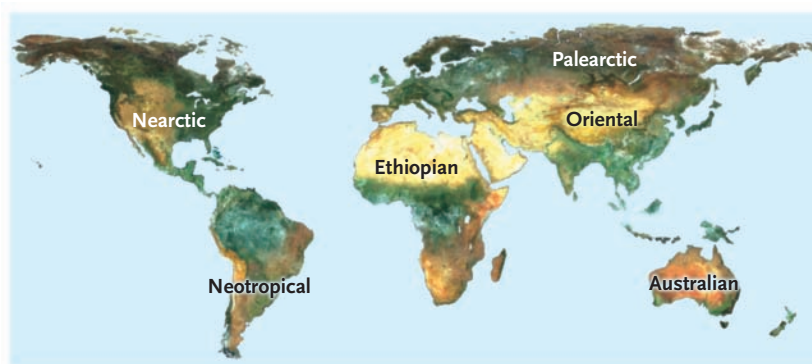 Palearctic
Nearctic
Oriental
Ethiopian
Neotropical
Australian